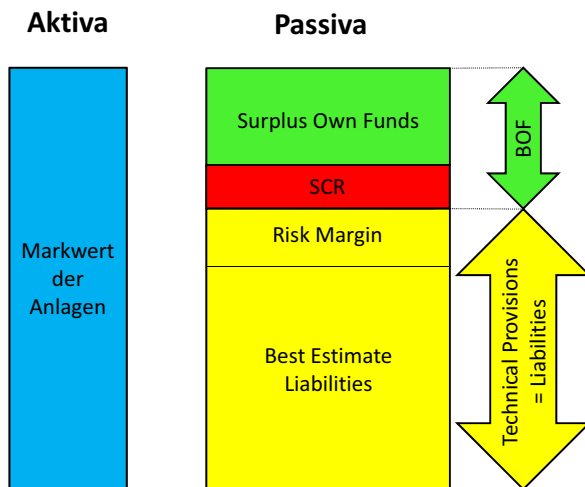 Aktiva
Passiva
Markwert
der
Anlagen
Surplus Own Funds
SCR
Risk Margin
Best Estimate
Liabilities
BOF
Technical Provisions
= Liabilities